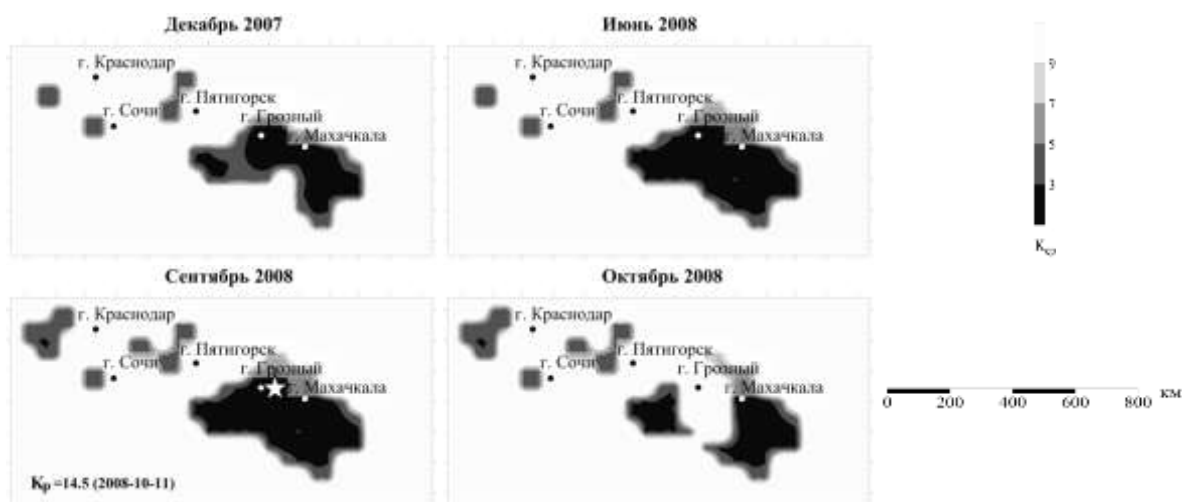 Декабрь 2007
г. Краснодар
г. Сочи
г. Пятигорск
г. Грозный
г. Махачкала
Июнь 2008
г. Краснодар
г. Сочи
г. Пятигорск
г. Грозный
г. Махачкала
9
7
5
3
Kср
Сентябрь 2008
г. Краснодар
г. Сочи
г. Пятигорск
г. Грозный
г. Махачкала
Kр =14.5 (2008-10-11)
Октябрь 2008
г. Краснодар
г. Сочи
г. Пятигорск
г. Грозный
г. Махачкала
0 200 400 600 800 км